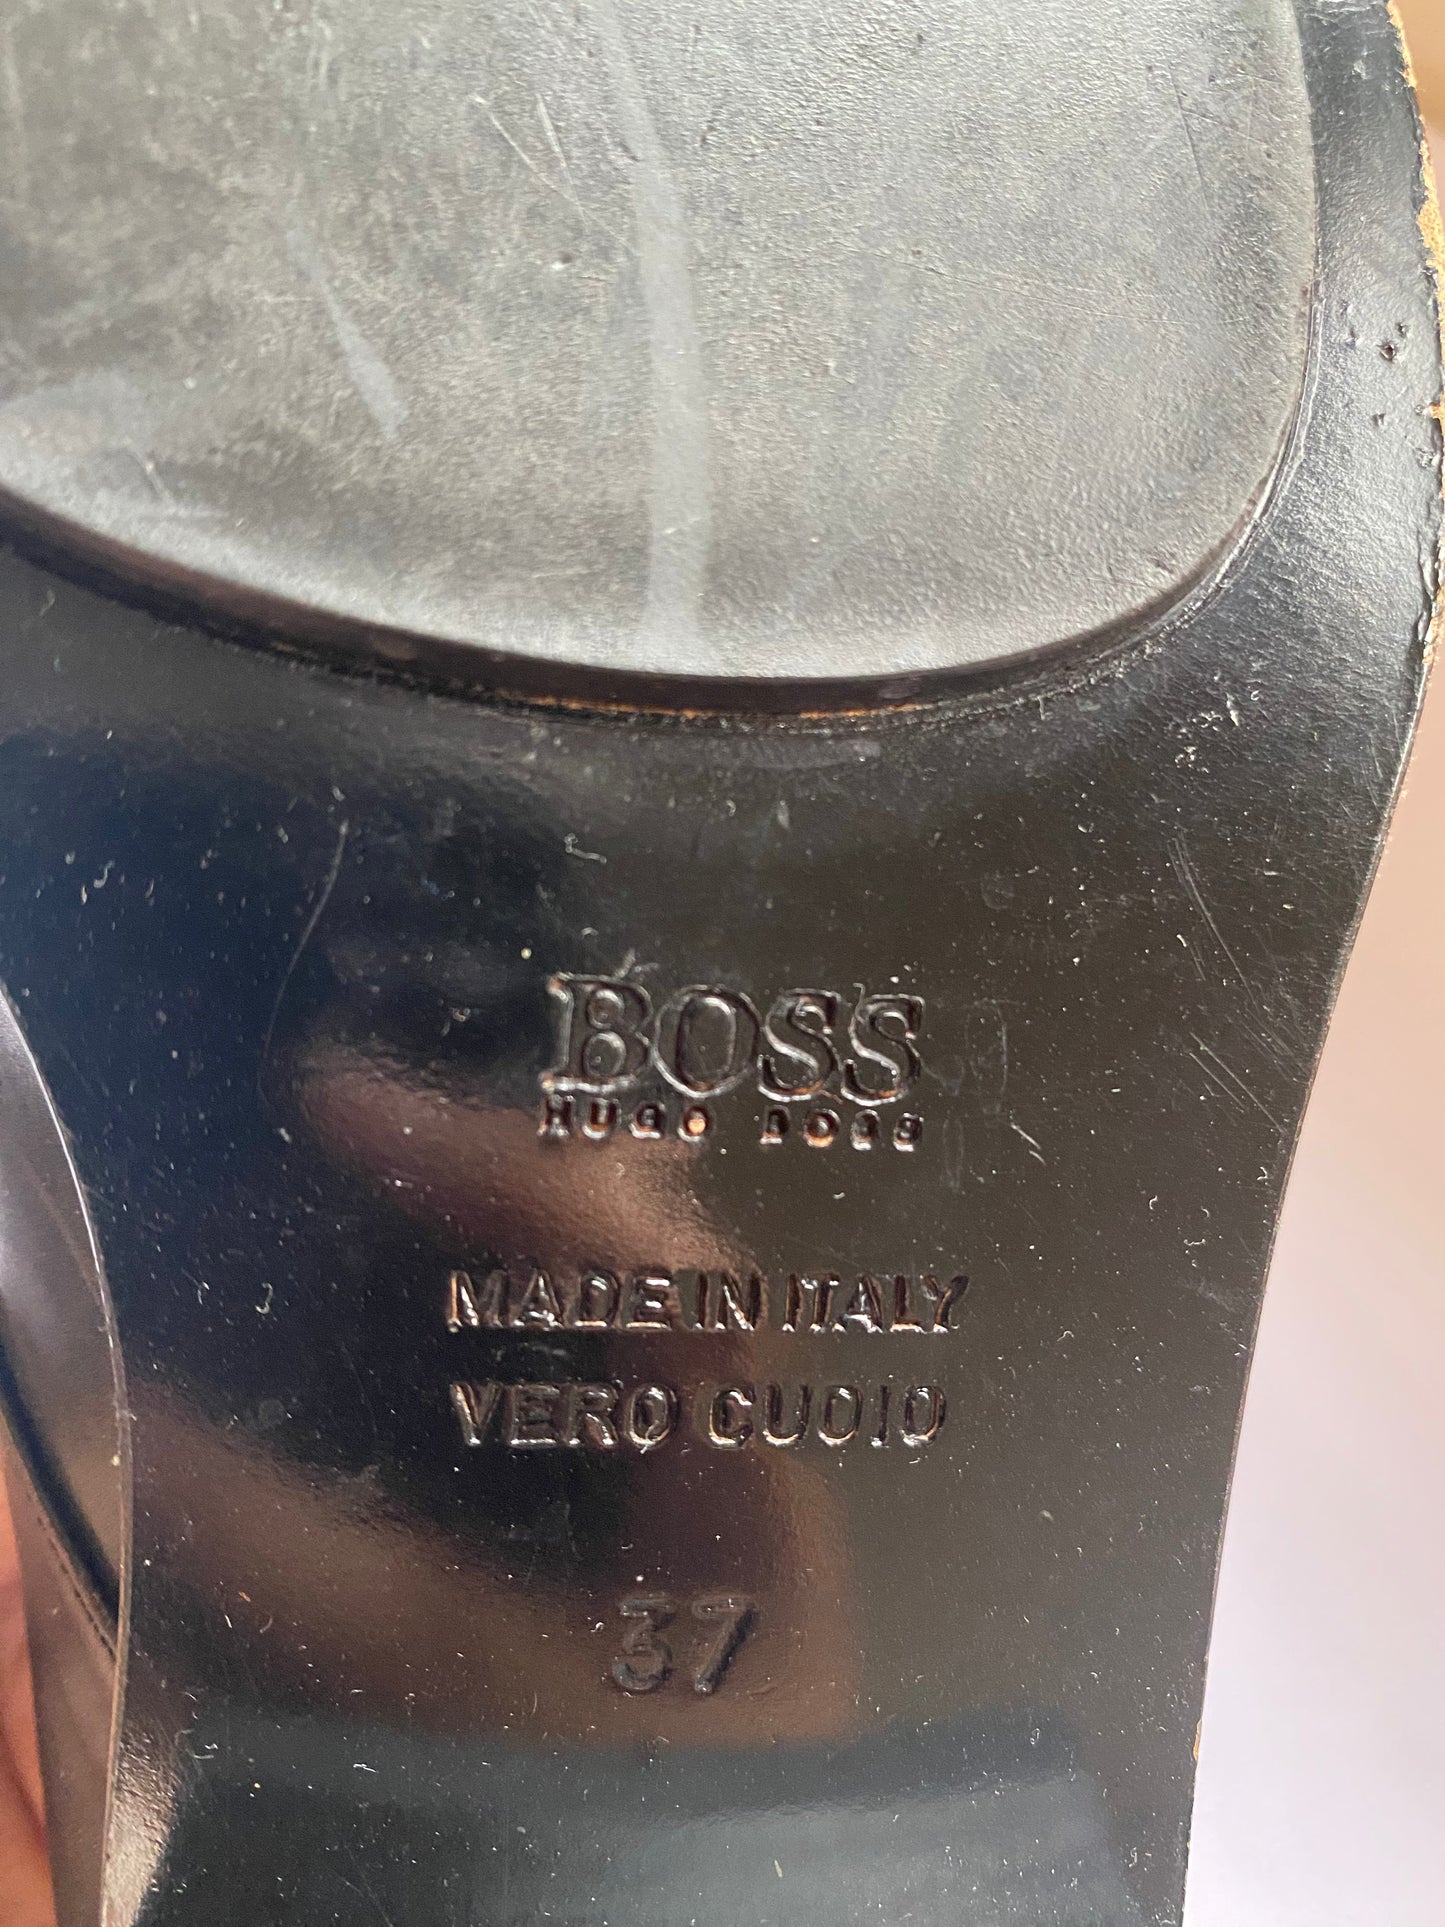 BOSS
HUGO BOSS
MADE IN ITALY
VERO CUOIO
37